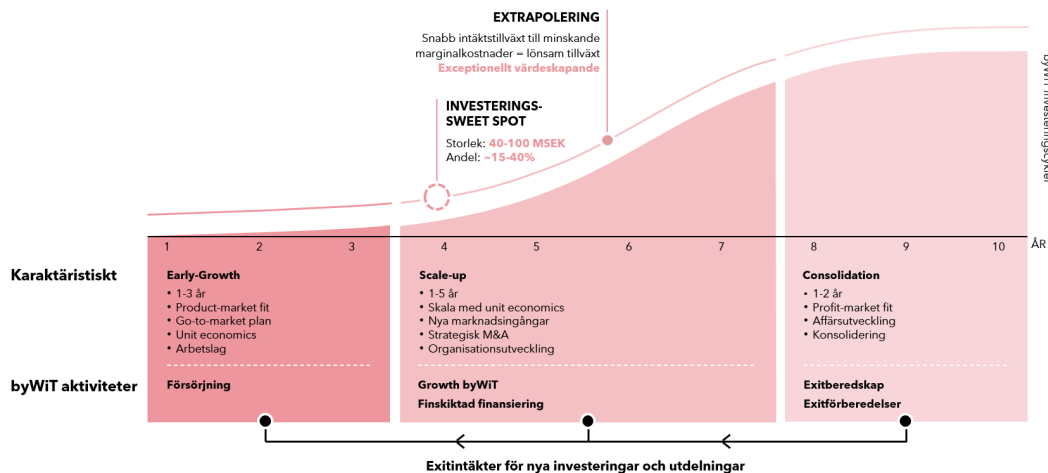 EXTRAPOLERING
Snabb intäktstillväxt till minskande
marginalkostnader = lönsam tillväxt
Exceptionellt värdeskapande
INVESTERINGS-
SWEET SPOT
Storlek: 40-100 MSEK
Andel: ~15-40%
byWiT investeringscykler
1 2 3 4 5 6 7 8 9 10 ÅR
Karaktäristiskt
Early-Growth
• 1-3 år
• Product-market fit
• Go-to-market plan
• Unit economics
• Arbetslag
Scale-up
• 1-5 år
• Skala med unit economics
• Nya marknadsingångar
• Strategisk M&A
• Organisationsutveckling
Consolidation
• 1-2 år
• Profit-market fit
• Affärsutveckling
• Konsolidering
byWiT aktiviteter
Försörjning
Growth byWiT
Finskiktad finansiering
Exitberedskap
Exitförberedelser
Exitintäkter för nya investeringar och utdelningar